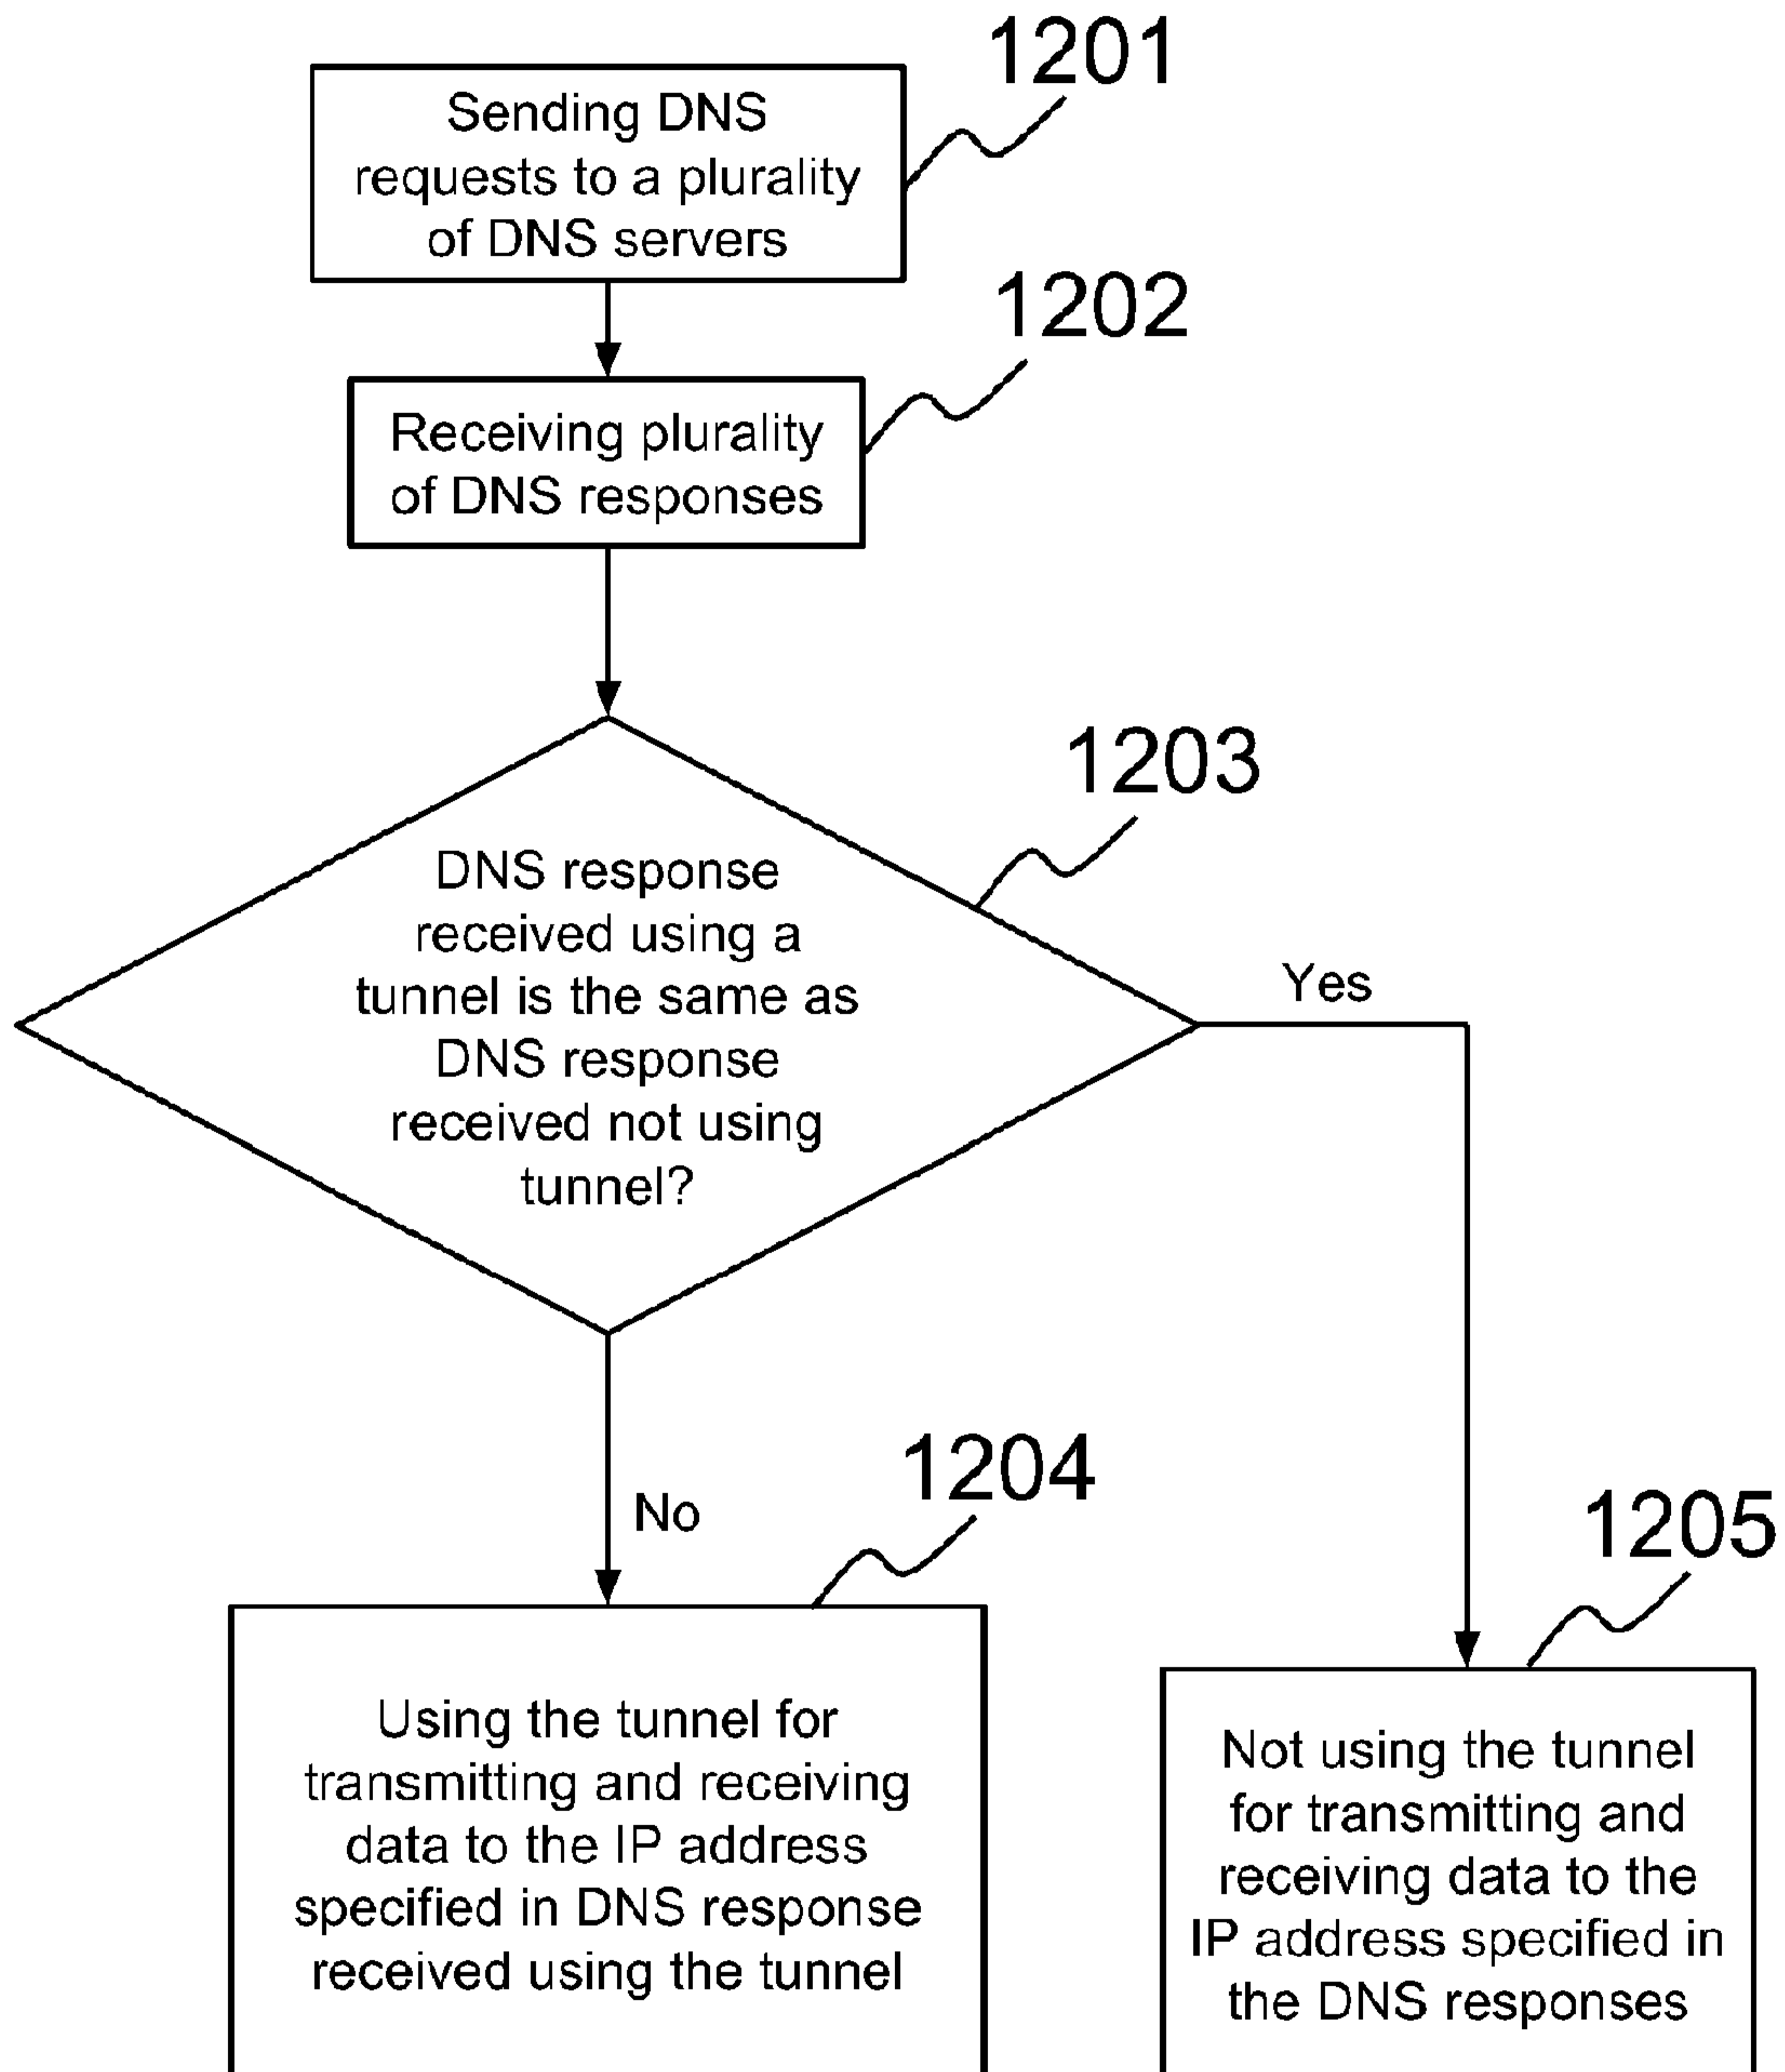 1201
Sending DNS
requests to a plurality
of DNS servers
1202
Receiving plurality
of DNS responses
1203
DNS response
received using a
tunnel is the same as
DNS response
received not using
tunnel?
Yes
No
1204
Using the tunnel for
transmitting and receiving
data to the IP address
specified in DNS response
received using the tunnel
1205
Not using the tunnel
for transmitting and
receiving data to the
IP address specified in
the DNS responses